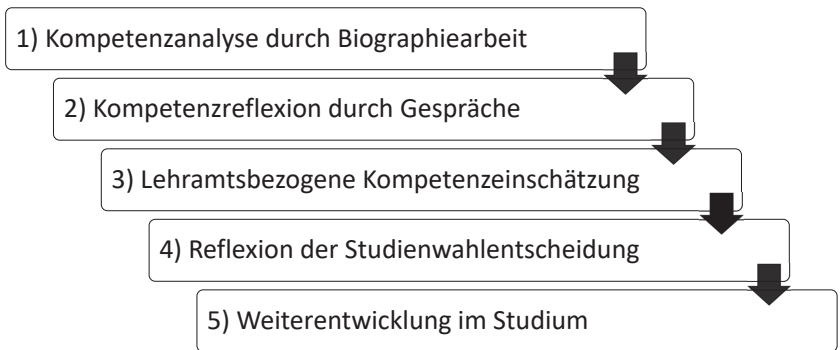 1) Kompetenzanalyse durch Biographiearbeit
2) Kompetenzreflexion durch Gespräche
3) Lehramtsbezogene Kompetenzeinschätzung
4) Reflexion der Studienwahlentscheidung
5) Weiterentwicklung im Studium